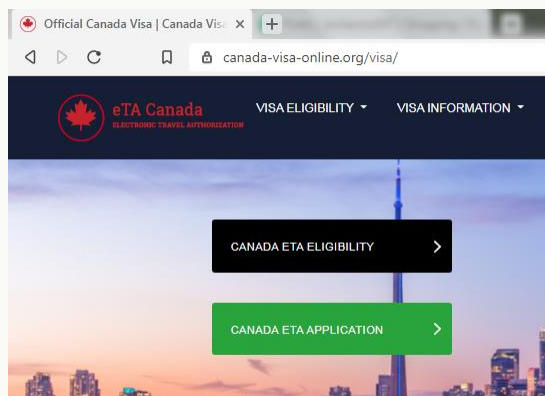 Official Canada Visa | Canada Vis
canada-visa-online.org/visa/
eTA Canada
ELECTRONIC TRAVEL AUTHORIZATION
VISA ELIGIBILITY
VISA INFORMATION
CANADA ETA ELIGIBILITY
CANADA ETA APPLICATION